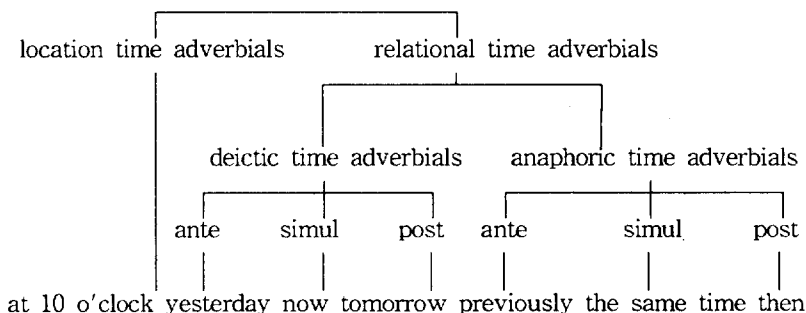 location time adverbials relational time adverbials
deictic time adverbials anaphoric time adverbials
ante simul post ante simul post
at 10 o'clock yesterday now tomorrow previously the same time then